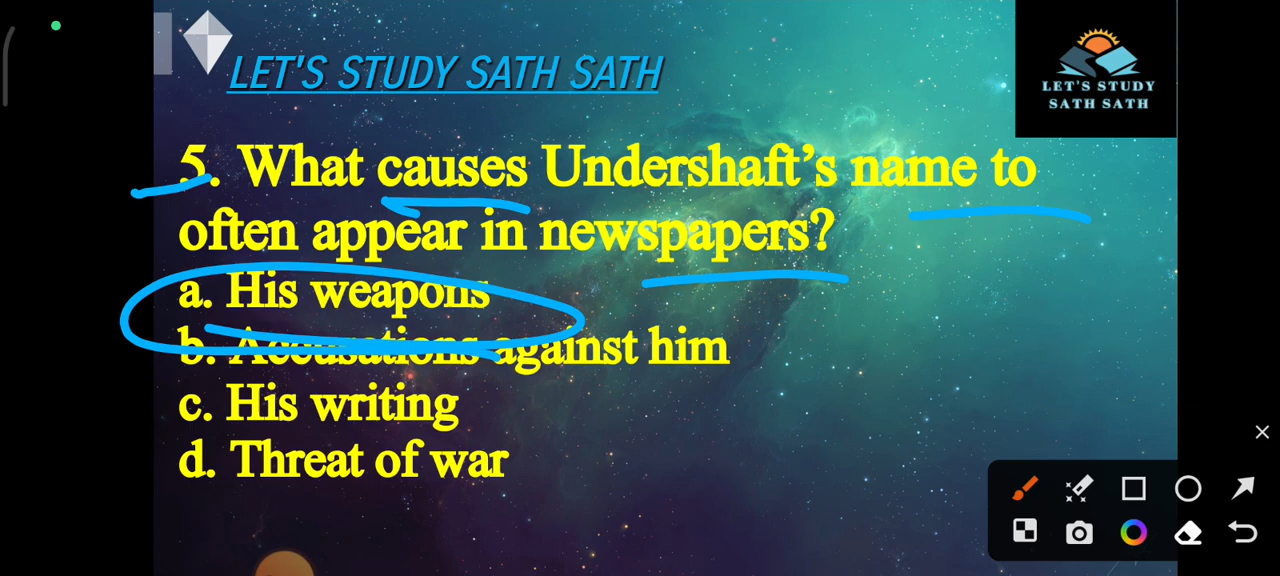 LET'S STUDY SATH SATH
LET'S STUDY
SATH SATH
5. What causes Undershaft’s name to
often appear in newspapers?
a. His weapons
b. Accusations against him
c. His writing
d. Threat of war